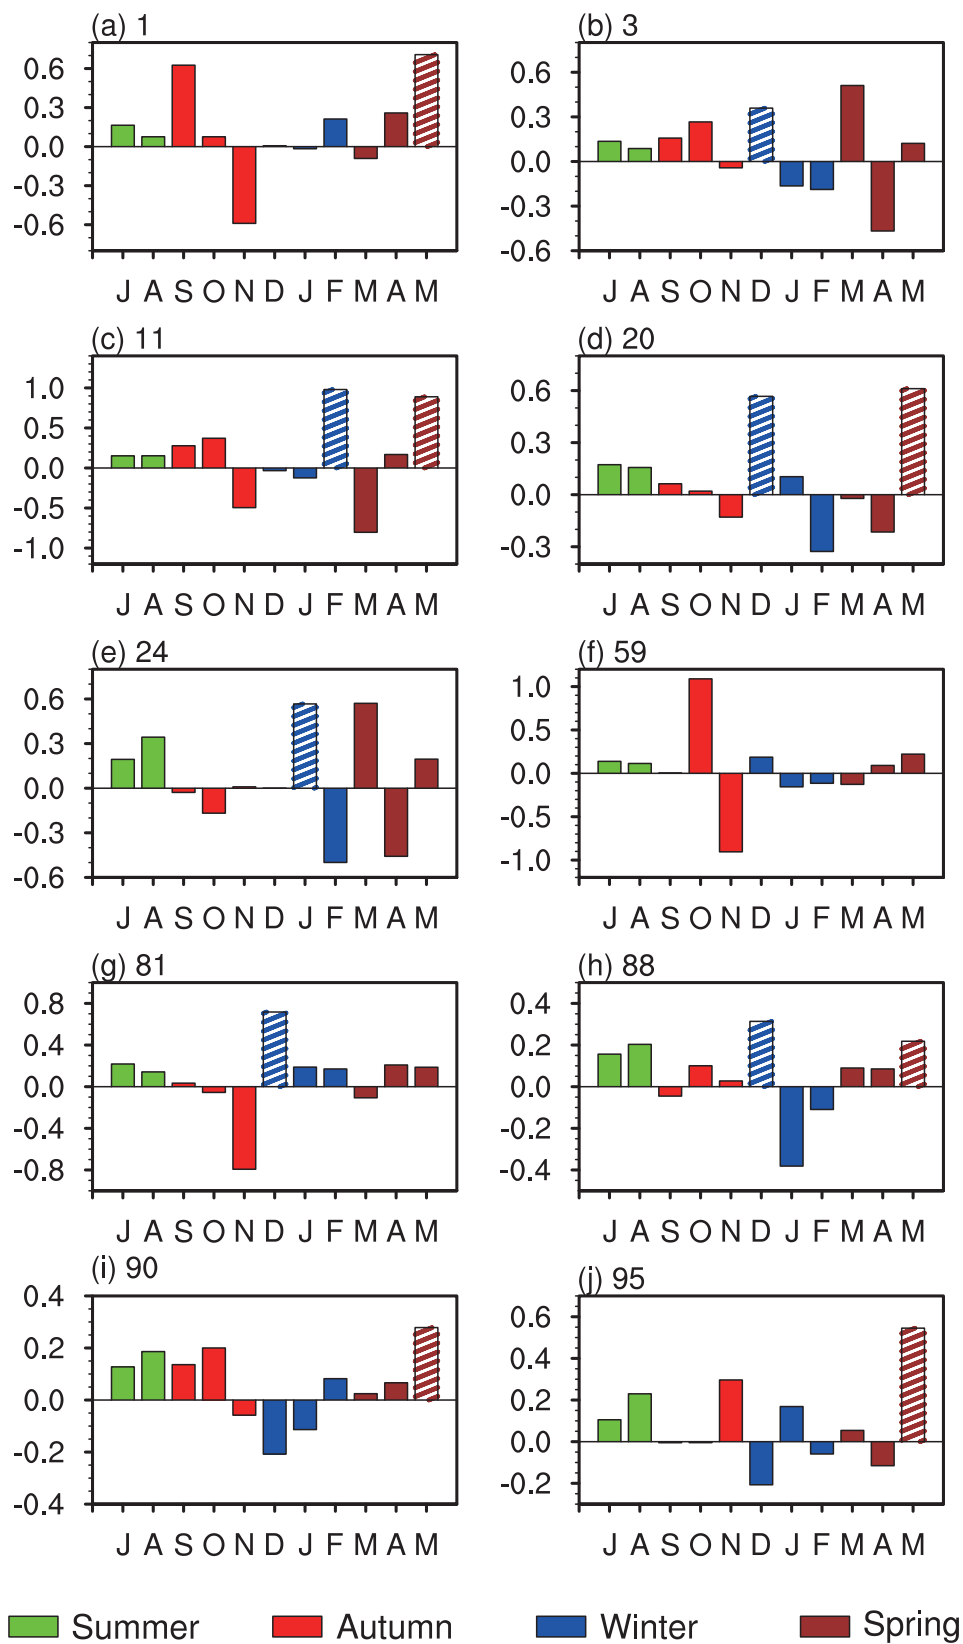 (a) 1
0.6
0.3
0.0
-0.3
-0.6
J A S O N D J F M A M
(b) 3
0.6
0.3
0.0
-0.3
-0.6
J A S O N D J F M A M
(c) 11
1.0
0.5
0.0
-0.5
-1.0
J A S O N D J F M A M
(d) 20
0.6
0.3
0.0
-0.3
J A S O N D J F M A M
(e) 24
0.6
0.3
0.0
-0.3
-0.6
J A S O N D J F M A M
(f) 59
1.0
0.5
0.0
-0.5
-1.0
J A S O N D J F M A M
(g) 81
0.8
0.4
0.0
-0.4
-0.8
J A S O N D J F M A M
(h) 88
0.4
0.2
0.0
-0.2
-0.4
J A S O N D J F M A M
(i) 90
0.4
0.2
0.0
-0.2
-0.4
J A S O N D J F M A M
(j) 95
0.6
0.4
0.2
0.0
-0.2
J A S O N D J F M A M
Summer Autumn Winter Spring